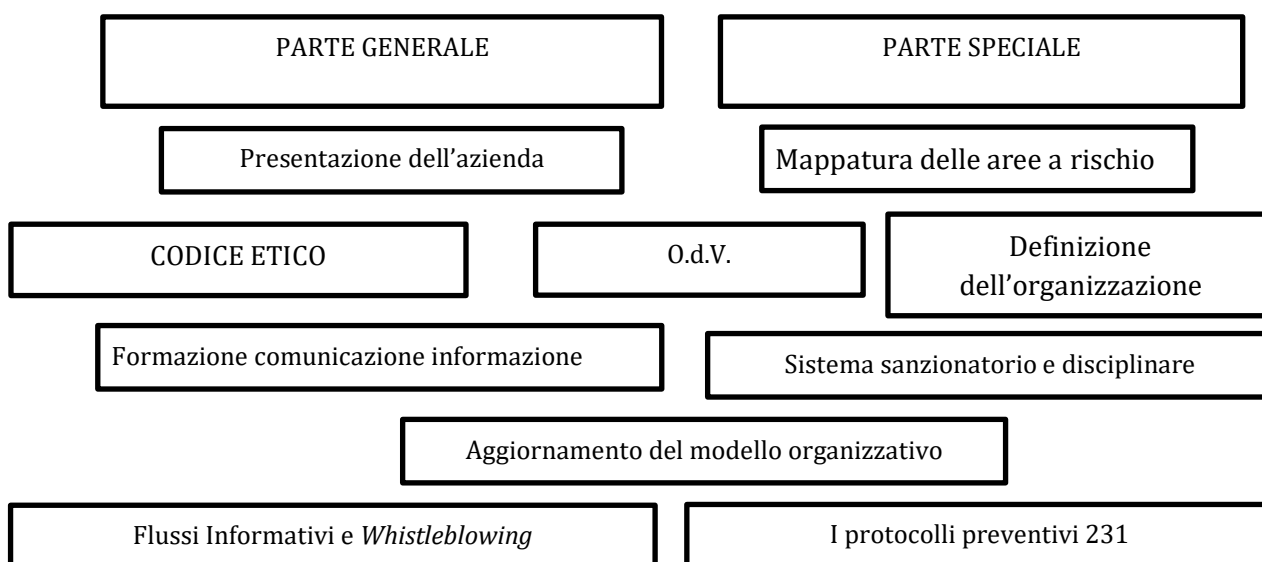 PARTE GENERALE
PARTE SPECIALE
Presentazione dell’azienda
Mappatura delle aree a rischio
CODICE ETICO
O.d.V.
Definizione
dell’organizzazione
Formazione comunicazione informazione
Sistema sanzionatorio e disciplinare
Aggiornamento del modello organizzativo
Flussi Informativi e Whistleblowing
I protocolli preventivi 231